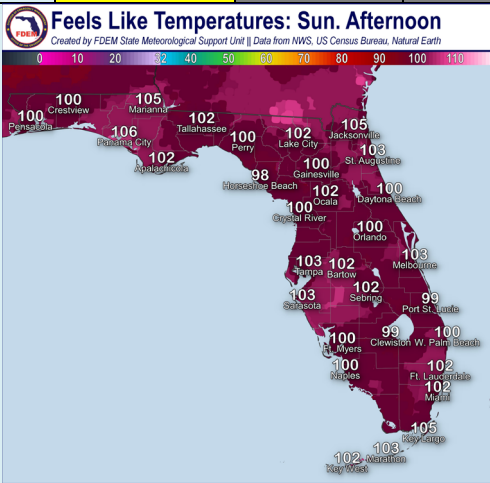 Feels Like Temperatures: Sun. Afternoon
FDEM
Created by FDEM State Meteorological Support Unit || Data from NWS, US Census Bureau, Natural Earth
0 10 20 32 40 50 60 70 80 90 100 110
100
Crestview
105
Marianna
100
Pensacola
106
Panama City
102
Tallahassee
102
Apalachicola
100
Perry
102
Lake City
105
Jacksonville
103
St. Augustine
98
Horseshoe Beach
100
Gainesville
102
Ocala
100
Daytona Beach
100
Crystal River
100
Orlando
103
Melbourne
103
Tampa
102
Bartow
103
Sarasota
102
Sebring
99
Port St. Lucie
100
Ft. Myers
99
Clewiston
100
W. Palm Beach
100
Naples
102
Ft. Lauderdale
102
Miami
105
Key Largo
103
Marathon
102
Key West